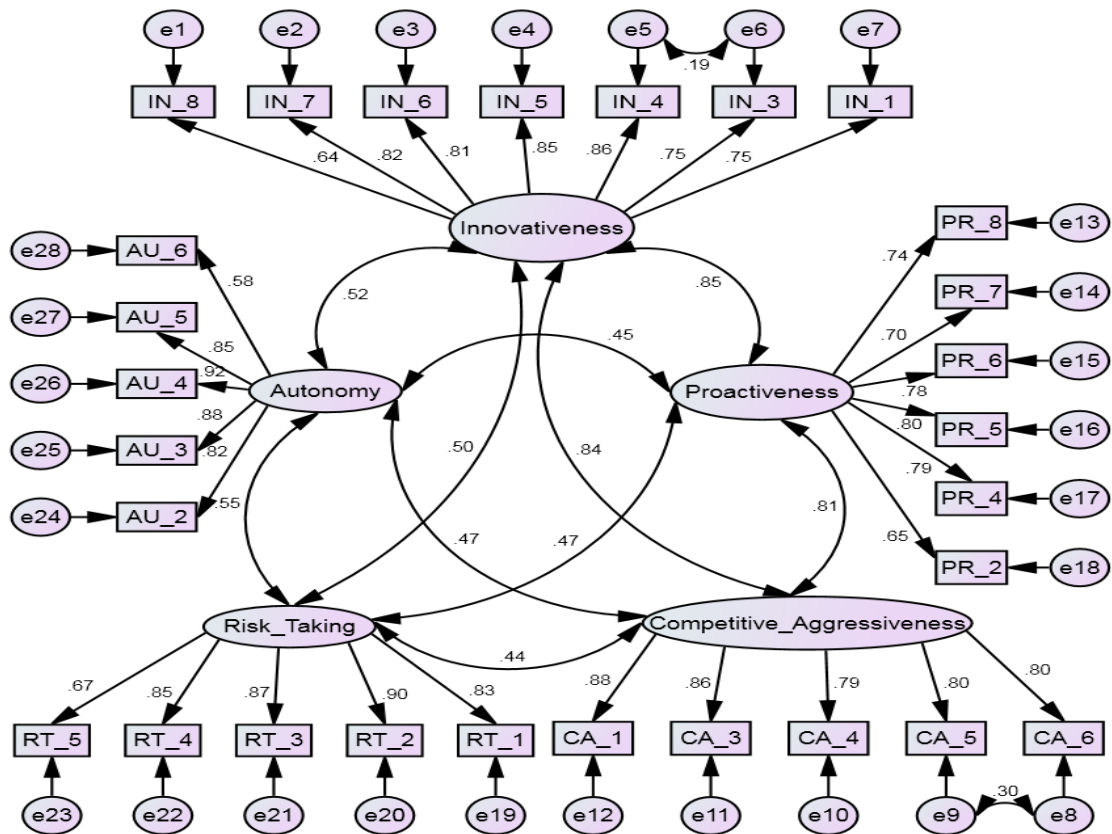 e1 e2 e3 e4 e5 e6 e7
.19
IN_8 IN_7 IN_6 IN_5 IN_4 IN_3 IN_1
.64 .82 .81 .85 .86 .75 .75
Innovativeness
e28 AU_6
PR_8 e13
.58
.74
e27 AU_5
.52
.85
PR_7 e14
.85
.45
.70
e26 AU_4
.92
Autonomy
Proactiveness
PR_6 e15
.78
.88
e25 AU_3
.82
.50
.84
.80
PR_5 e16
.79
PR_4 e17
e24 AU_2
.55
.81
.47
.47
.65
PR_2 e18
Risk_Taking
Competitive_Aggressiveness
.44
.67 .85 .87 .90 .83
.88 .86 .79 .80 .80
RT_5 RT_4 RT_3 RT_2 RT_1 CA_1 CA_3 CA_4 CA_5 CA_6
.30
e23 e22 e21 e20 e19 e12 e11 e10 e9 e8